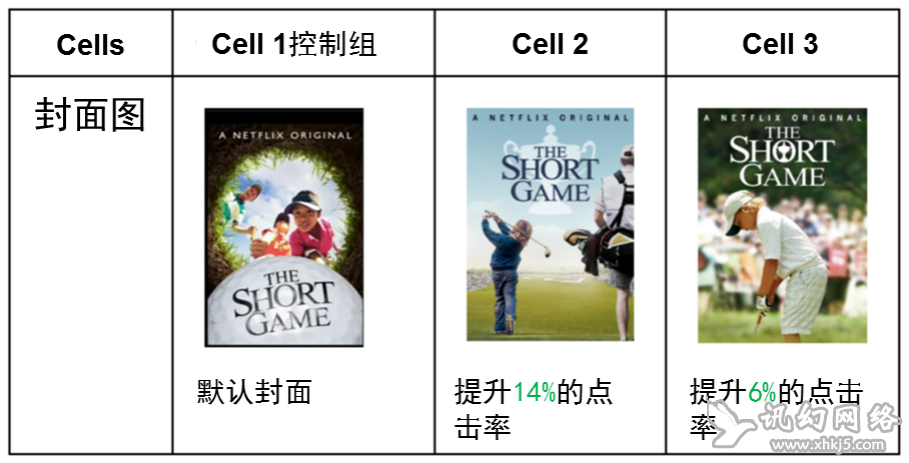 Cells
Cell 1控制组
Cell 2
Cell 3
封面图
A NETFLIX ORIGINAL
THE
SHORT
GAME
A NETFLIX ORIGINAL
THE
SHORT
GAME
A NETFLIX ORIGINAL
THE
SHORT
GAME
默认封面
提升14%的点
击率
提升6%的点击
率
讯幻网络
www.xhkj5.com